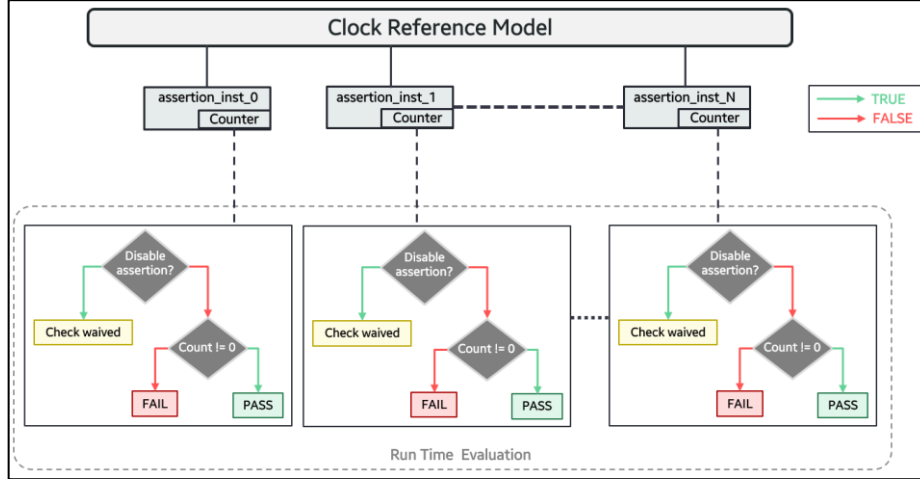 Clock Reference Model
assertion_inst_0
Counter
assertion_inst_1
Counter
assertion_inst_N
Counter
TRUE
FALSE
Disable
assertion?
Check waived
Count != 0
FAIL
PASS
Disable
assertion?
Check waived
Count != 0
FAIL
PASS
Disable
assertion?
Check waived
Count != 0
FAIL
PASS
Run Time Evaluation